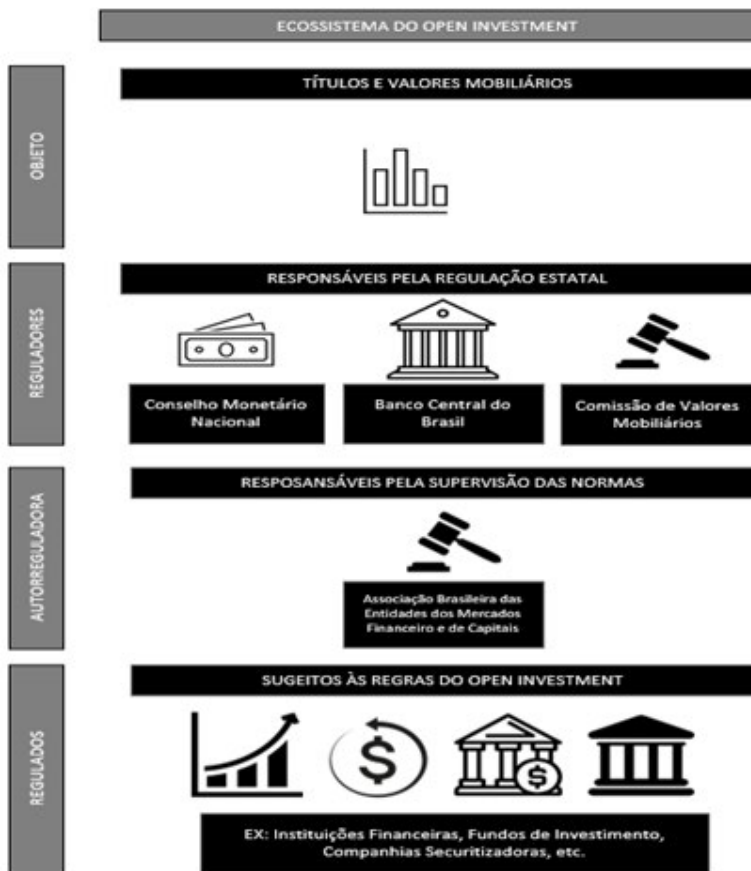 ECOSSISTEMA DO OPEN INVESTMENT
OBJETO
TÍTULOS E VALORES MOBILIÁRIOS
REGULADORES
RESPONSÁVEIS PELA REGULAÇÃO ESTATAL
Conselho Monetário
Nacional
Banco Central do
Brasil
Comissão de Valores
Mobiliários
AUTORREGULADORA
RESPOSANSÁVEIS PELA SUPERVISÃO DAS NORMAS
Associação Brasileira das
Entidades dos Mercados
Financeiro e de Capitais
REGULADOS
SUGEITOS ÀS REGRAS DO OPEN INVESTMENT
$
$
EX: Instituições Financeiras, Fundos de Investimento,
Companhias Securitizadoras, etc.